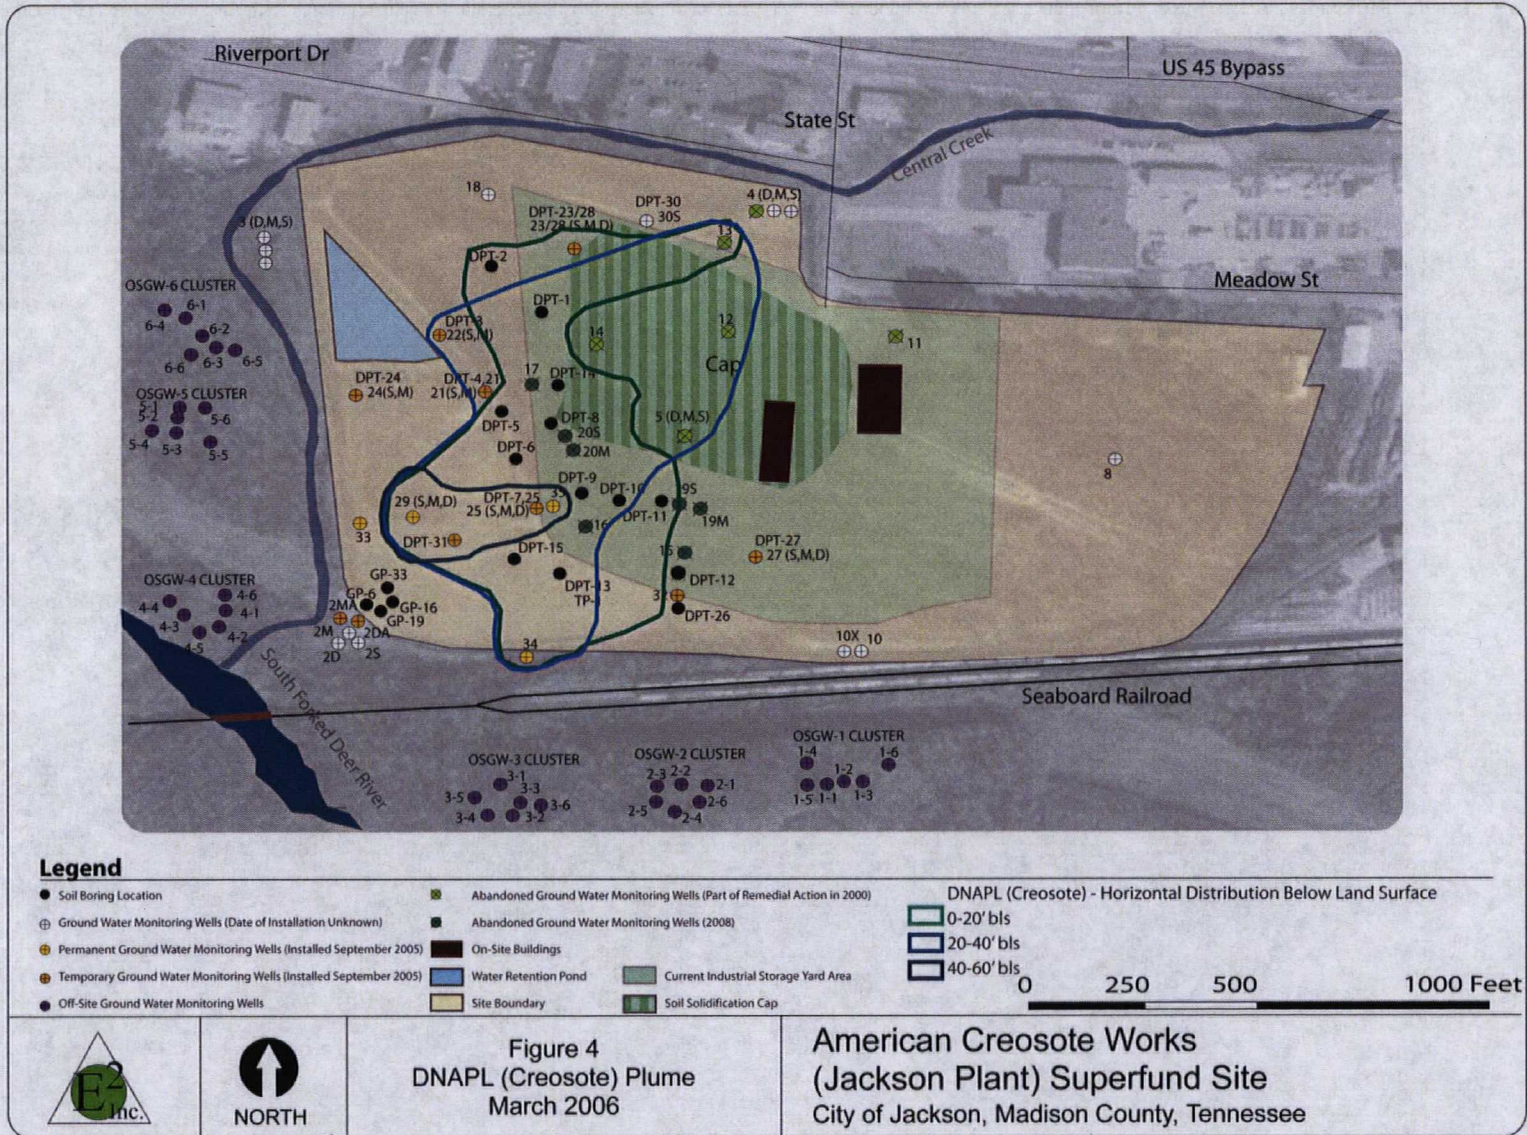 Riverport Dr
US 45 Bypass
State St
Central Creek
18
DPT-30
30S
4 (D,M,S)
DPT-23/28
23/28 (S,M,D)
3 (D,M,S)
13
DPT-2
Meadow St
OSGW-6 CLUSTER
6-1
6-4
6-2
6-3
6-5
6-6
DPT-1
DPT-3
22(S,M)
14
12
11
Cap
17
DPT-14
DPT-24
24(S,M)
DPT-4,21
21(S,M)
OSGW-5 CLUSTER
5-1
5-2
5-6
5-4
5-3
5-5
DPT-5
DPT-8
20S
20M
5 (D,M,S)
DPT-6
8
DPT-9
DPT-10
DPT-11
9S
19M
29 (S,M,D)
DPT-7,25
25 (S,M,D)
35
16
33
DPT-31
DPT-15
15
DPT-27
27 (S,M,D)
DPT-12
DPT-13
TP-
32
DPT-26
GP-33
GP-6
GP-16
GP-19
2MA
2M
2DA
2D
2S
OSGW-4 CLUSTER
4-6
4-4
4-1
4-3
4-2
4-5
34
10X
10
South Forked Deer River
Seaboard Railroad
OSGW-3 CLUSTER
3-1
3-3
3-5
3-6
3-4
3-2
OSGW-2 CLUSTER
2-3
2-2
2-1
2-6
2-5
2-4
OSGW-1 CLUSTER
1-4
1-6
1-2
1-5
1-1
1-3
Legend
Soil Boring Location
Ground Water Monitoring Wells (Date of Installation Unknown)
Permanent Ground Water Monitoring Wells (Installed September 2005)
Temporary Ground Water Monitoring Wells (Installed September 2005)
Off-Site Ground Water Monitoring Wells
Abandoned Ground Water Monitoring Wells (Part of Remedial Action in 2000)
Abandoned Ground Water Monitoring Wells (2008)
On-Site Buildings
Water Retention Pond
Site Boundary
Current Industrial Storage Yard Area
Soil Solidification Cap
DNAPL (Creosote) - Horizontal Distribution Below Land Surface
0-20' bls
20-40' bls
40-60' bls
0 250 500 1000 Feet
E2 Inc.
NORTH
Figure 4
DNAPL (Creosote) Plume
March 2006
American Creosote Works
(Jackson Plant) Superfund Site
City of Jackson, Madison County, Tennessee